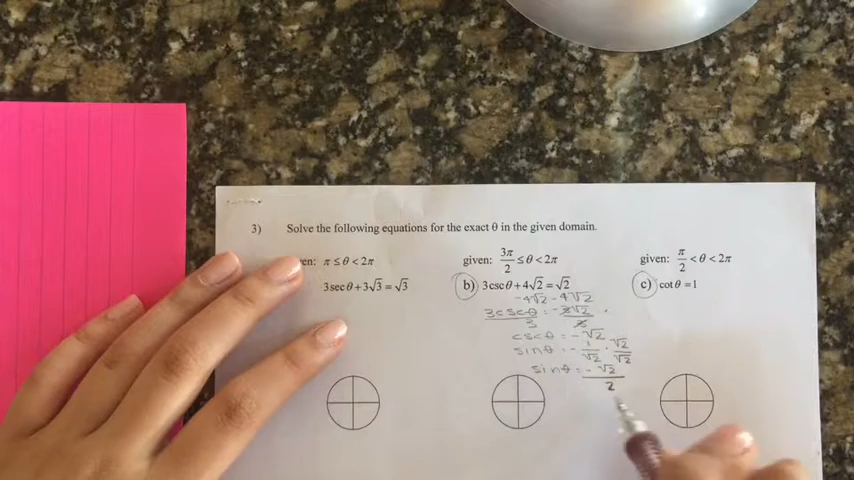 3) Solve the following equations for the exact θ in the given domain.
en: π ≤ θ < 2π
3secθ + 3√3 = √3
given: 3π/2 ≤ θ < 2π
b) 3cscθ + 4√2 = √2
-4√2 -4√2
3cscθ = -3√2
3 3
cscθ = -√2
sinθ = -1/√2 · √2/√2
sinθ = -√2/2
given: π/2 < θ < 2π
c) cotθ = 1